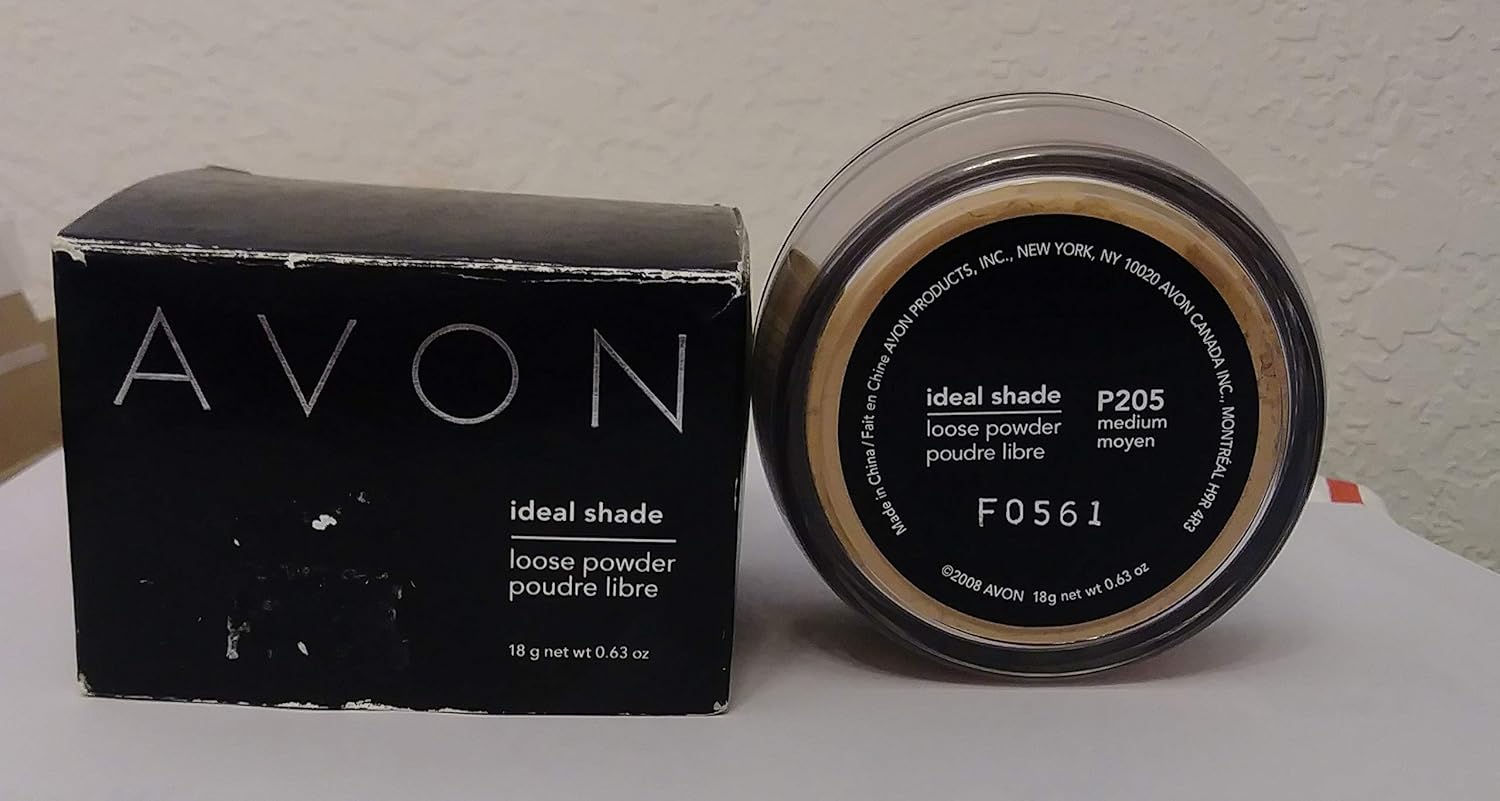 AVON
ideal shade
loose powder
poudre libre
18 g net wt 0.63 oz
Made in China / Fait en Chine AVON PRODUCTS, INC., NEW YORK, NY 10020 AVON CANADA INC., MONTRÉAL H9R 4R3
ideal shade
loose powder
poudre libre
P205
medium
moyen
F0561
©2008 AVON 18g net wt 0.63 oz